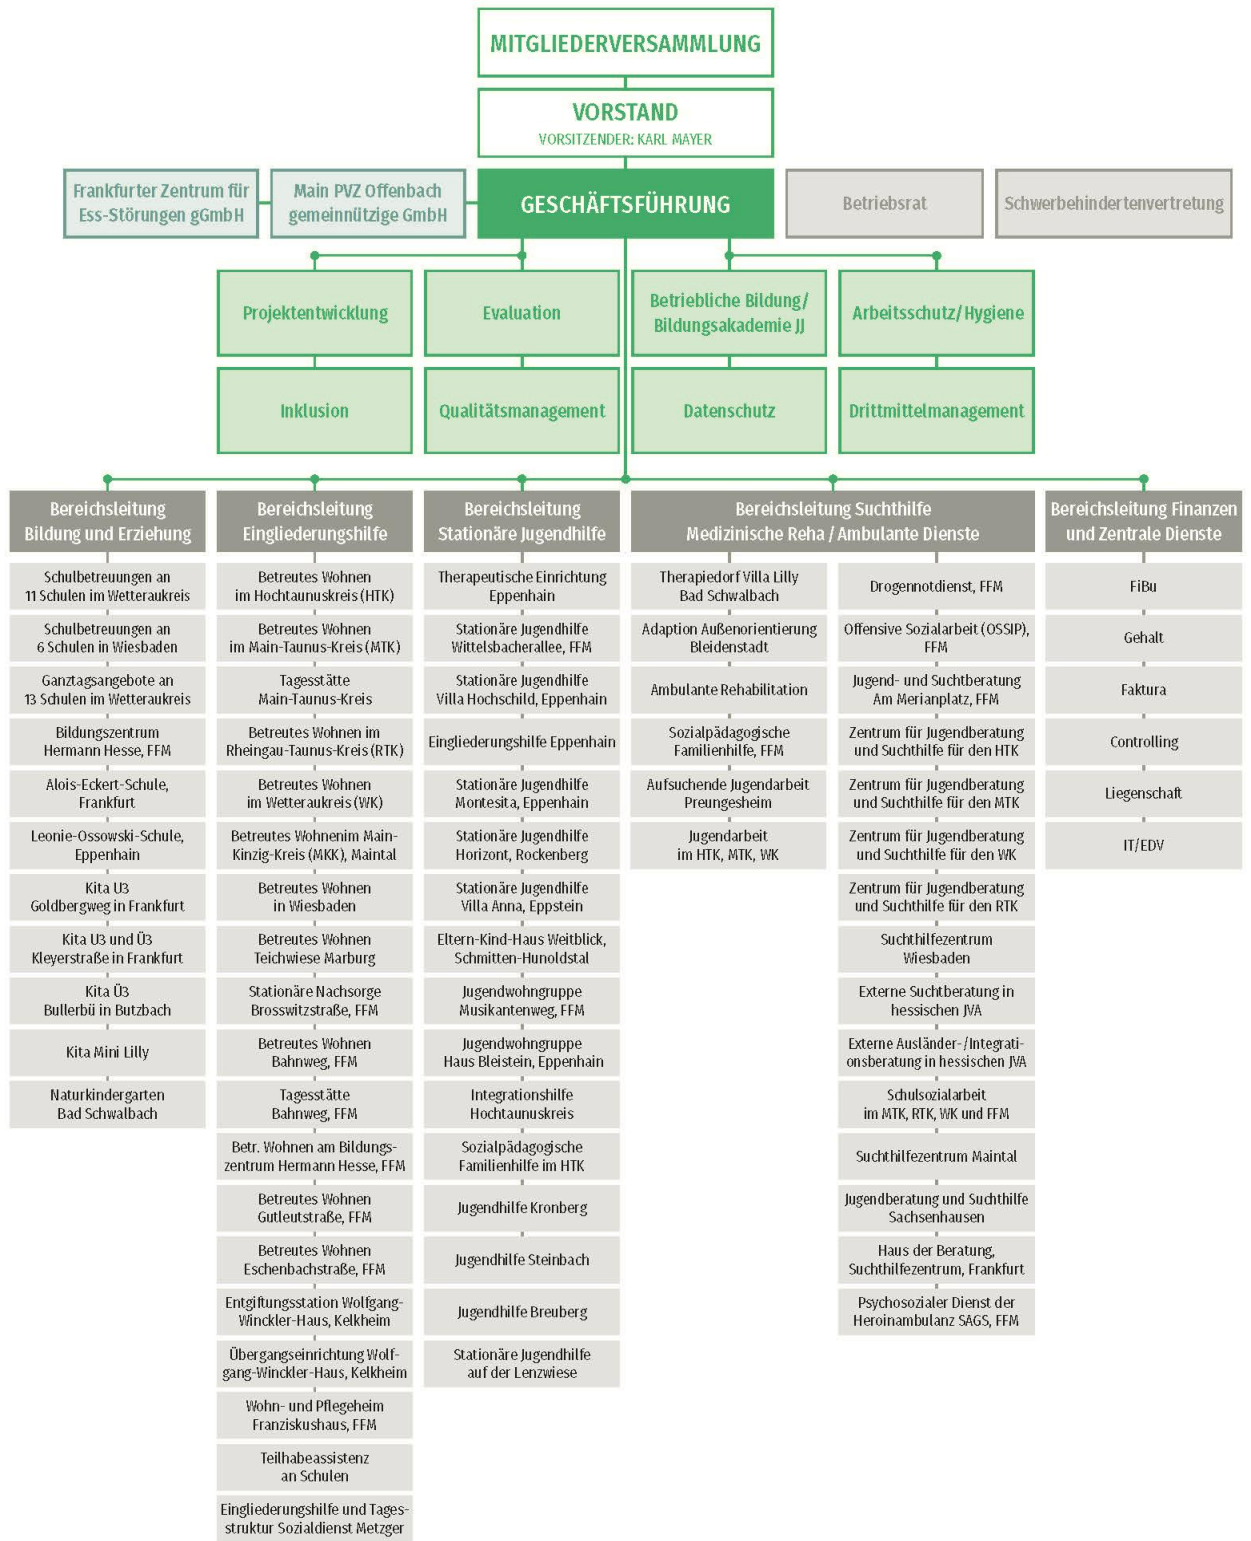 MITGLIEDERVERSAMMLUNG
VORSTAND
VORSITZENDER: KARL MAYER
Frankfurter Zentrum für
Ess-Störungen gGmbH
Main PVZ Offenbach
gemeinnützige GmbH
GESCHÄFTSFÜHRUNG
Betriebsrat
Schwerbehindertenvertretung
Projektentwicklung
Evaluation
Betriebliche Bildung/
Bildungsakademie JJ
Arbeitsschutz/Hygiene
Inklusion
Qualitätsmanagement
Datenschutz
Drittmittelmanagement
Bereichsleitung
Bildung und Erziehung
Schulbetreuungen an
11 Schulen im Wetteraukreis
Schulbetreuungen an
6 Schulen in Wiesbaden
Ganztagsangebote an
13 Schulen im Wetteraukreis
Bildungszentrum
Hermann Hesse, FFM
Alois-Eckert-Schule,
Frankfurt
Leonie-Ossowski-Schule,
Eppenhain
Kita U3
Goldbergweg in Frankfurt
Kita U3 und Ü3
Kleyerstraße in Frankfurt
Kita Ü3
Bullerbü in Butzbach
Kita Mini Lilly
Naturkindergarten
Bad Schwalbach
Bereichsleitung
Eingliederungshilfe
Betreutes Wohnen
im Hochtaunuskreis (HTK)
Betreutes Wohnen
im Main-Taunus-Kreis (MTK)
Tagesstätte
Main-Taunus-Kreis
Betreutes Wohnen im
Rheingau-Taunus-Kreis (RTK)
Betreutes Wohnen
im Wetteraukreis (WK)
Betreutes Wohnenim Main-
Kinzig-Kreis (MKK), Maintal
Betreutes Wohnen
in Wiesbaden
Betreutes Wohnen
Teichwiese Marburg
Stationäre Nachsorge
Brosswitzstraße, FFM
Betreutes Wohnen
Bahnweg, FFM
Tagesstätte
Bahnweg, FFM
Betr. Wohnen am Bildungs-
zentrum Hermann Hesse, FFM
Betreutes Wohnen
Gutleutstraße, FFM
Betreutes Wohnen
Eschenbachstraße, FFM
Entgiftungsstation Wolfgang-
Winckler-Haus, Kelkheim
Übergangseinrichtung Wolf-
gang-Winckler-Haus, Kelkheim
Wohn- und Pflegeheim
Franziskushaus, FFM
Teilhabeassistenz
an Schulen
Eingliederungshilfe und Tages-
struktur Sozialdienst Metzger
Bereichsleitung
Stationäre Jugendhilfe
Therapeutische Einrichtung
Eppenhain
Stationäre Jugendhilfe
Wittelsbacherallee, FFM
Stationäre Jugendhilfe
Villa Hochschild, Eppenhain
Eingliederungshilfe Eppenhain
Stationäre Jugendhilfe
Montesita, Eppenhain
Stationäre Jugendhilfe
Horizont, Rockenberg
Stationäre Jugendhilfe
Villa Anna, Eppstein
Eltern-Kind-Haus Weitblick,
Schmitten-Hunoldstal
Jugendwohngruppe
Musikantenweg, FFM
Jugendwohngruppe
Haus Bleistein, Eppenhain
Integrationshilfe
Hochtaunuskreis
Sozialpädagogische
Familienhilfe im HTK
Jugendhilfe Kronberg
Jugendhilfe Steinbach
Jugendhilfe Breuberg
Stationäre Jugendhilfe
auf der Lenzwiese
Bereichsleitung Suchthilfe
Medizinische Reha / Ambulante Dienste
Therapiedorf Villa Lilly
Bad Schwalbach
Adaption Außenorientierung
Bleidenstadt
Ambulante Rehabilitation
Sozialpädagogische
Familienhilfe, FFM
Aufsuchende Jugendarbeit
Preungesheim
Jugendarbeit
im HTK, MTK, WK
Drogennotdienst, FFM
Offensive Sozialarbeit (OSSIP),
FFM
Jugend- und Suchtberatung
Am Merianplatz, FFM
Zentrum für Jugendberatung
und Suchthilfe für den HTK
Zentrum für Jugendberatung
und Suchthilfe für den MTK
Zentrum für Jugendberatung
und Suchthilfe für den WK
Zentrum für Jugendberatung
und Suchthilfe für den RTK
Suchthilfezentrum
Wiesbaden
Externe Suchtberatung in
hessischen JVA
Externe Ausländer-/Integrati-
onsberatung in hessischen JVA
Schulsozialarbeit
im MTK, RTK, WK und FFM
Suchthilfezentrum Maintal
Jugendberatung und Suchthilfe
Sachsenhausen
Haus der Beratung,
Suchthilfezentrum, Frankfurt
Psychosozialer Dienst der
Heroinambulanz SAGS, FFM
Bereichsleitung Finanzen
und Zentrale Dienste
FiBu
Gehalt
Faktura
Controlling
Liegenschaft
IT/EDV